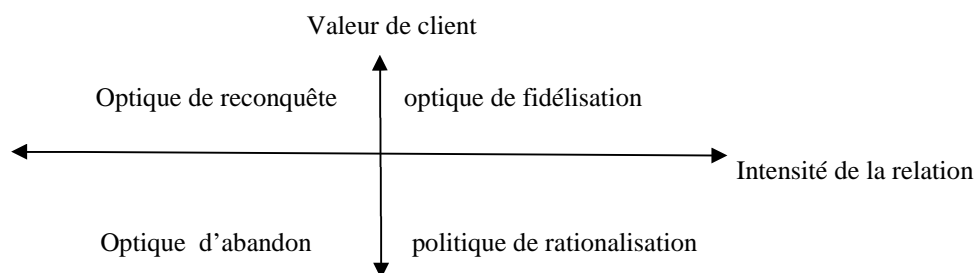 Valeur de client
Optique de reconquête
optique de fidélisation
Intensité de la relation
Optique d’abandon
politique de rationalisation